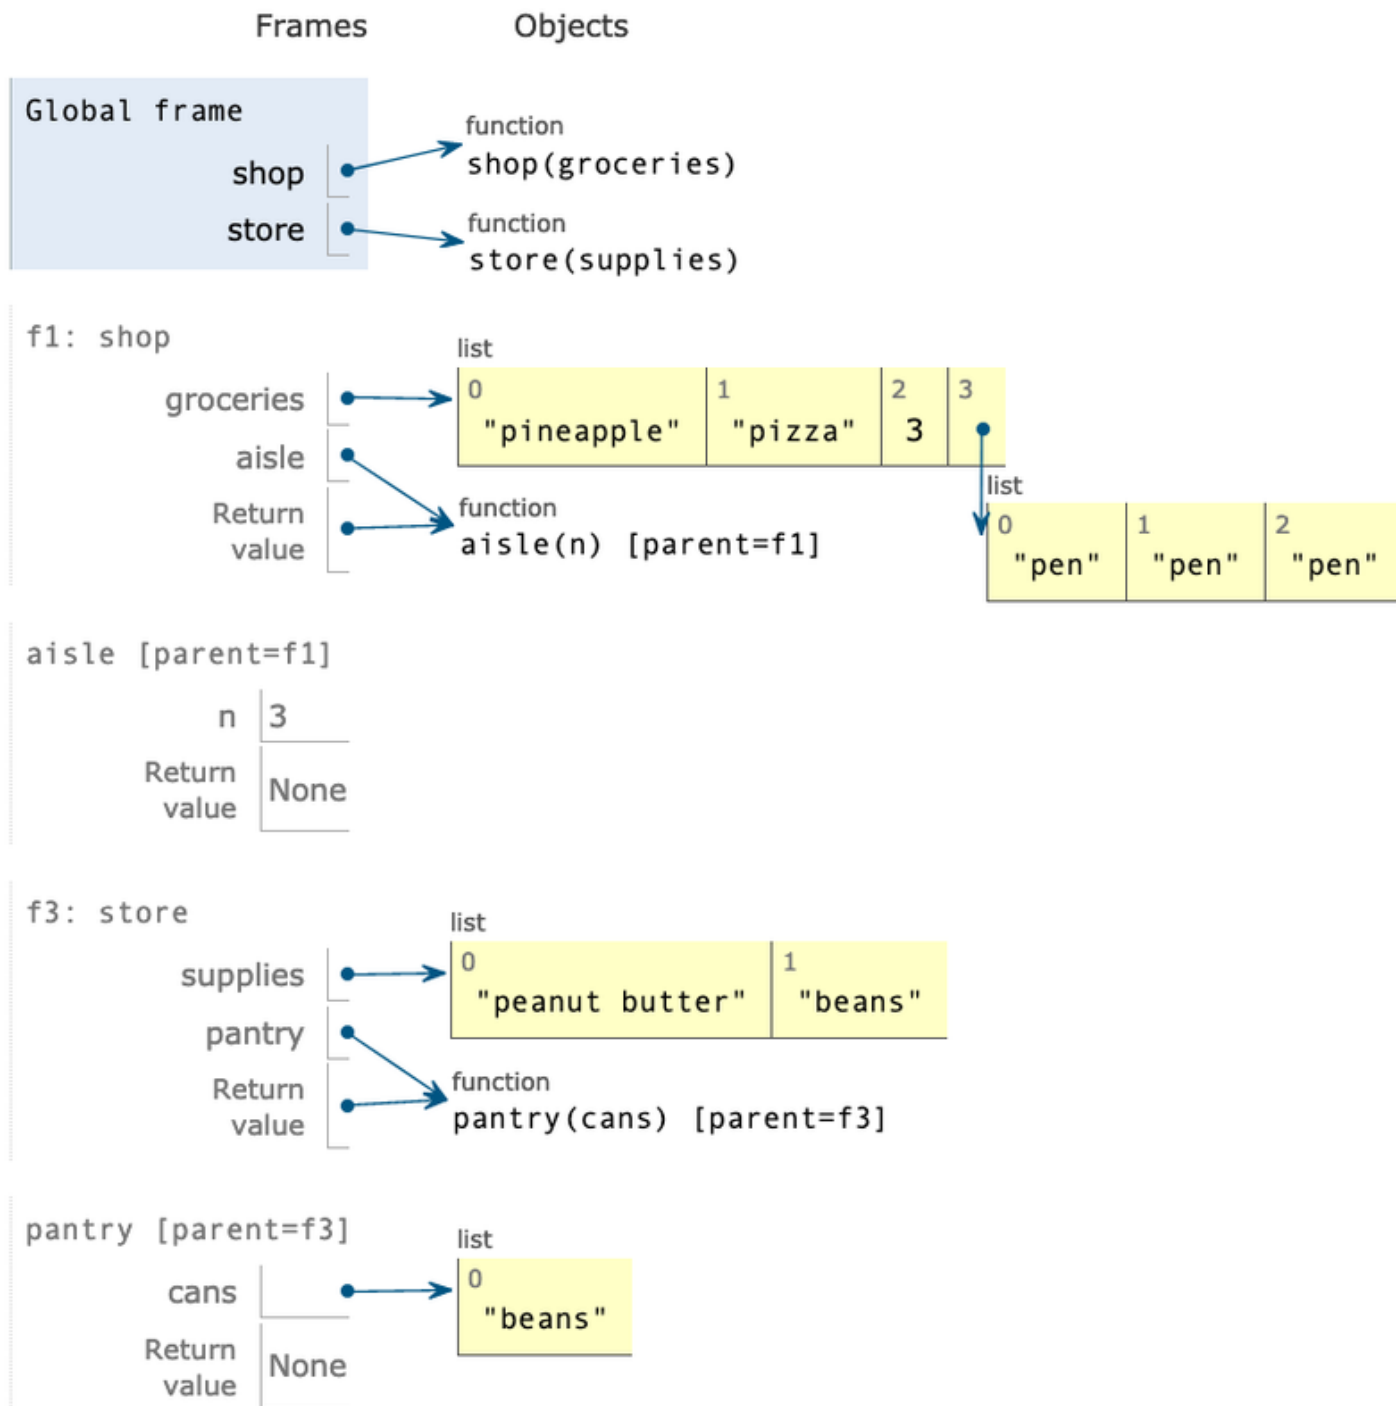 Frames Objects
Global frame
function
shop shop(groceries)
function
store store(supplies)
f1: shop
list
groceries 0 1 2 3
"pineapple" "pizza" 3
aisle
list
Return value function
aisle(n) [parent=f1]
0 1 2
"pen" "pen" "pen"
aisle [parent=f1]
n 3
Return
value None
f3: store
list
supplies 0 1
"peanut butter" "beans"
pantry
Return value function
pantry(cans) [parent=f3]
pantry [parent=f3]
list
cans 0
"beans"
Return
value None